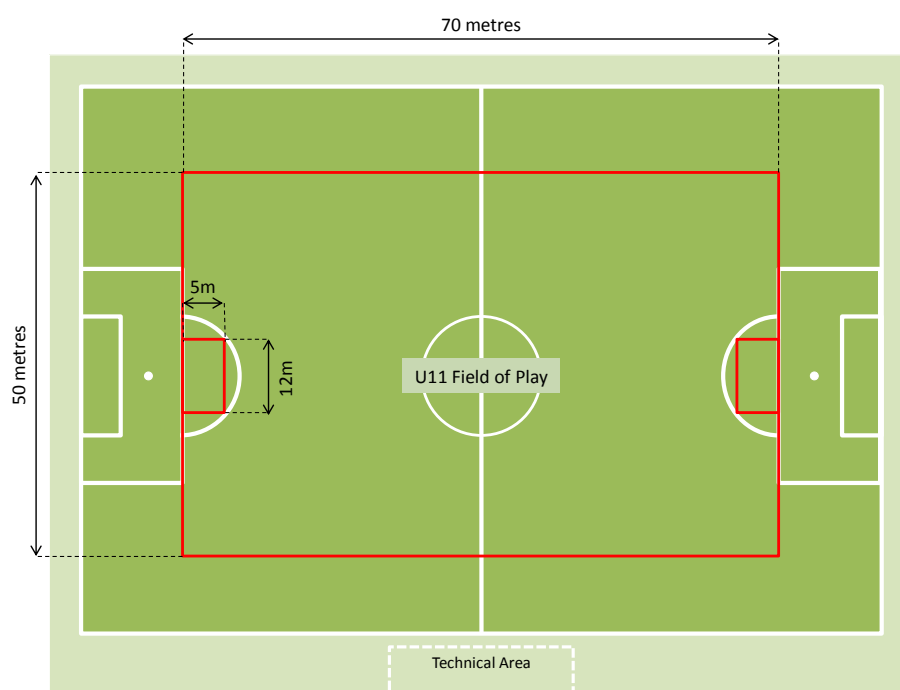 70 metres
5m
50 metres
12m
U11 Field of Play
Technical Area